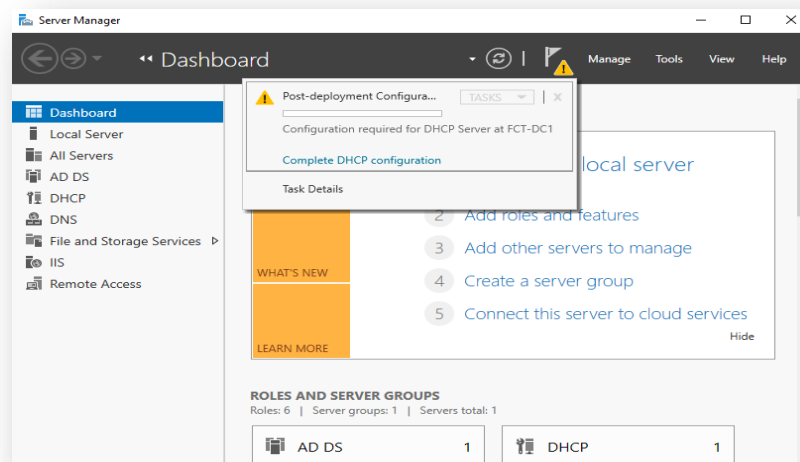 Server Manager
Dashboard
Manage Tools View Help
Post-deployment Configura... TASKS
Configuration required for DHCP Server at FCT-DC1
Complete DHCP configuration
Task Details
Dashboard
Local Server
All Servers
AD DS
DHCP
DNS
File and Storage Services
IIS
Remote Access
local server
2 Add roles and features
3 Add other servers to manage
4 Create a server group
5 Connect this server to cloud services
Hide
WHAT'S NEW
LEARN MORE
ROLES AND SERVER GROUPS
Roles: 6 | Server groups: 1 | Servers total: 1
AD DS 1
DHCP 1